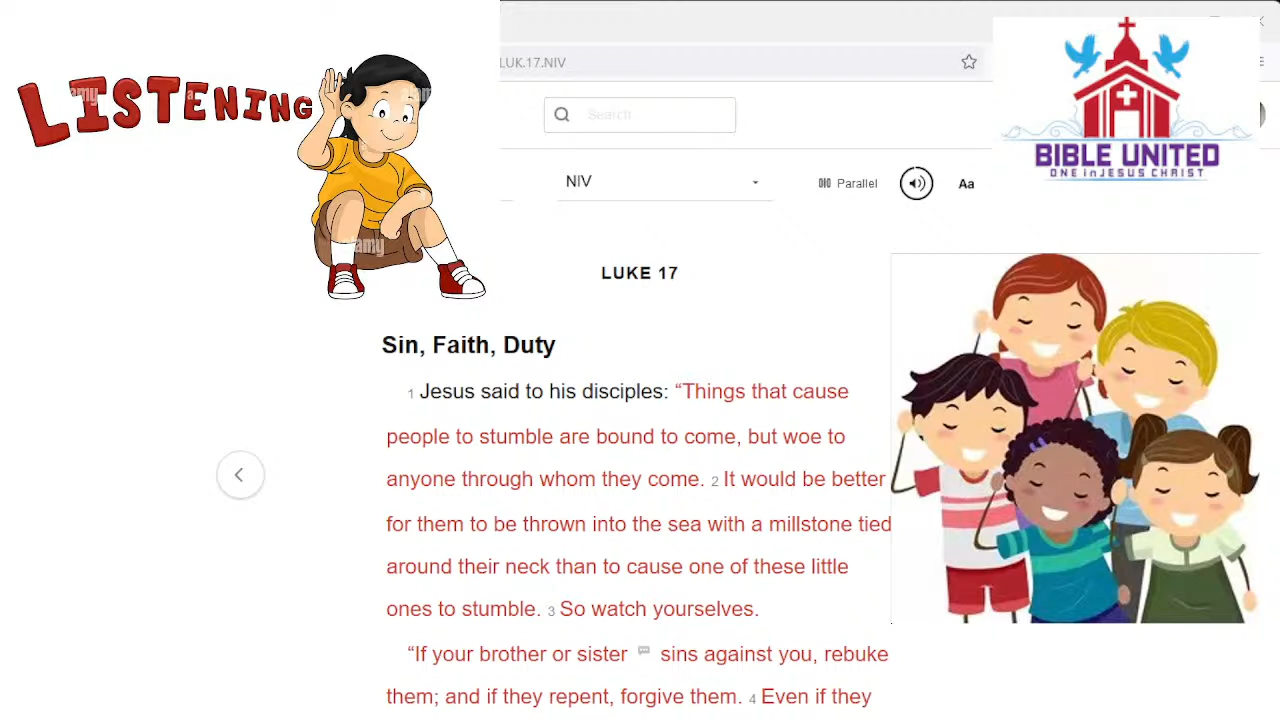 LISTENING
LUK.17.NIV
Search
NIV
Parallel
Aa
BIBLE UNITED
ONE in JESUS CHRIST
LUKE 17
Sin, Faith, Duty
1 Jesus said to his disciples: “Things that cause
people to stumble are bound to come, but woe to
anyone through whom they come. 2 It would be better
for them to be thrown into the sea with a millstone tied
around their neck than to cause one of these little
ones to stumble. 3 So watch yourselves.
“If your brother or sister sins against you, rebuke
them; and if they repent, forgive them. 4 Even if they